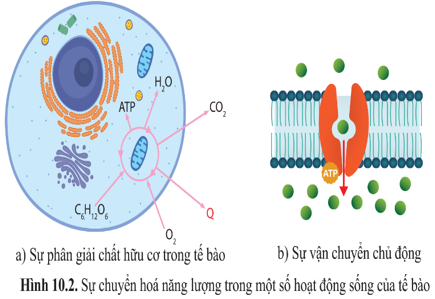 H₂O
ATP
CO₂
C₆H₁₂O₆
Q
O₂
ATP
a) Sự phân giải chất hữu cơ trong tế bào
b) Sự vận chuyển chủ động
Hình 10.2. Sự chuyển hoá năng lượng trong một số hoạt động sống của tế bào